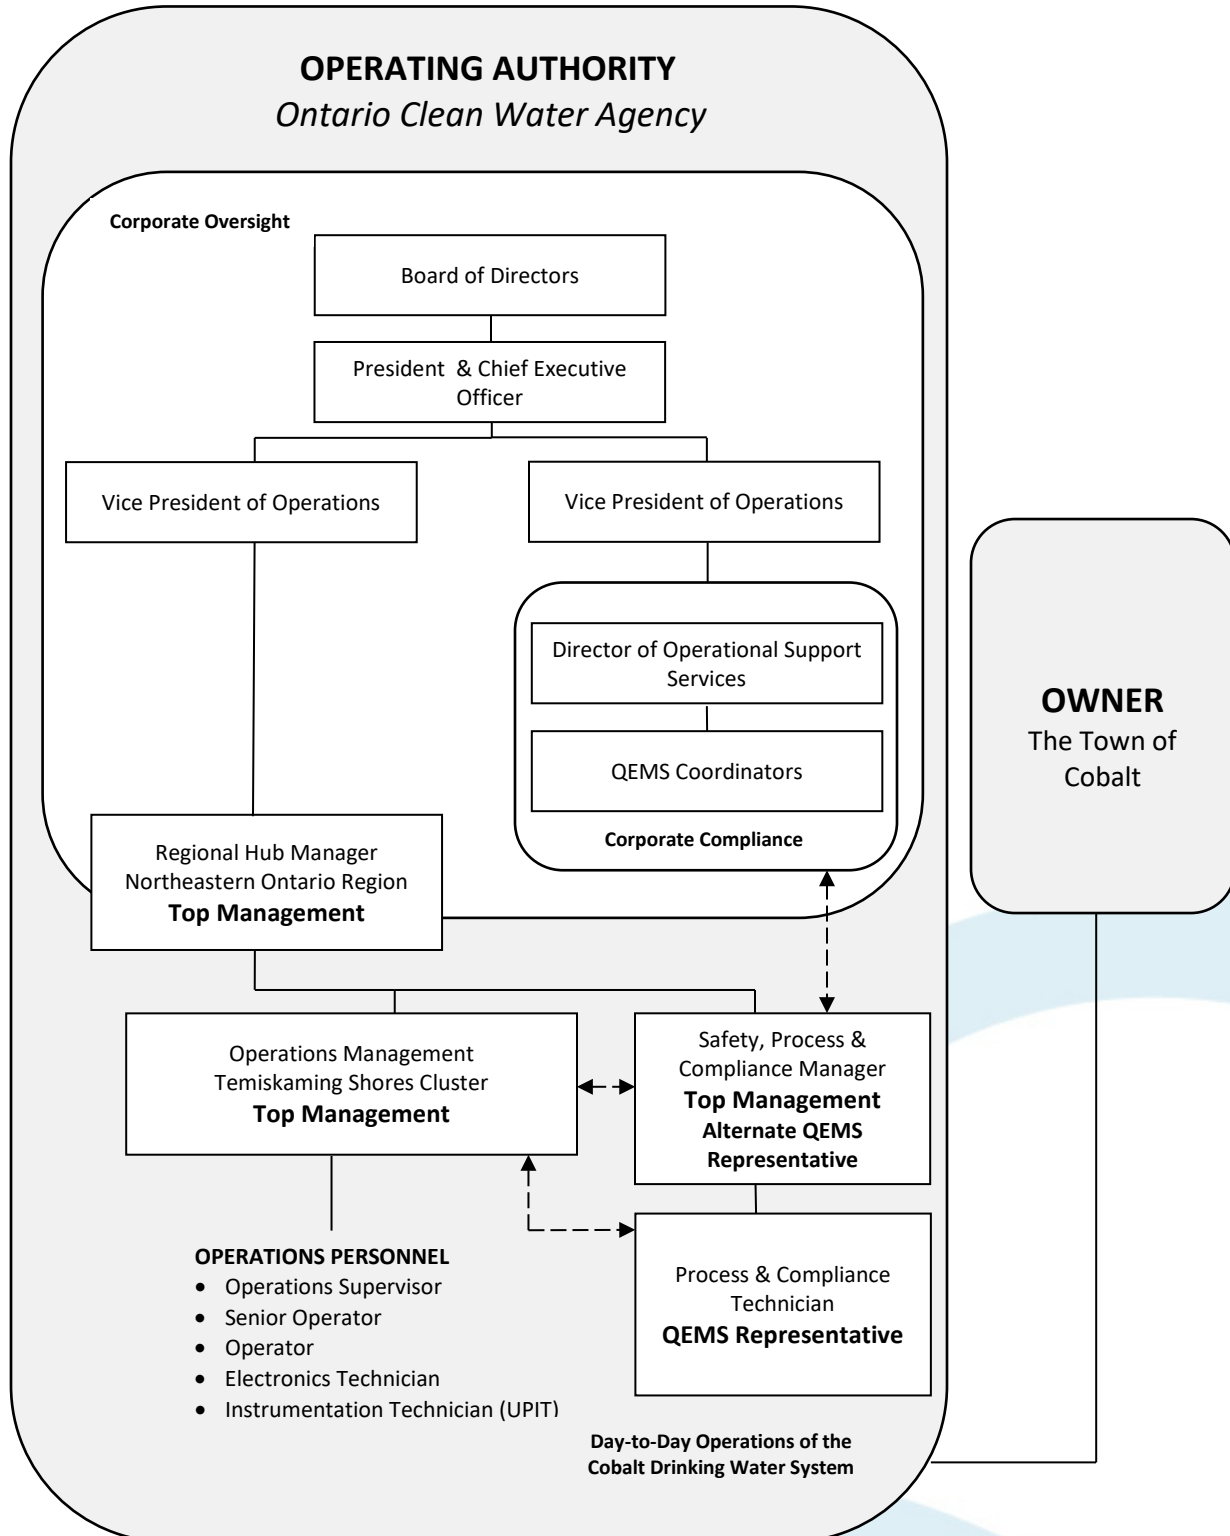 OPERATING AUTHORITY
Ontario Clean Water Agency
Corporate Oversight
Board of Directors
President & Chief Executive
Officer
Vice President of Operations
Vice President of Operations
Director of Operational Support
Services
QEMS Coordinators
Corporate Compliance
Regional Hub Manager
Northeastern Ontario Region
Top Management
OWNER
The Town of
Cobalt
Operations Management
Temiskaming Shores Cluster
Top Management
Safety, Process &
Compliance Manager
Top Management
Alternate QEMS
Representative
OPERATIONS PERSONNEL
• Operations Supervisor
• Senior Operator
• Operator
• Electronics Technician
• Instrumentation Technician (UPIT)
Process & Compliance
Technician
QEMS Representative
Day-to-Day Operations of the
Cobalt Drinking Water System